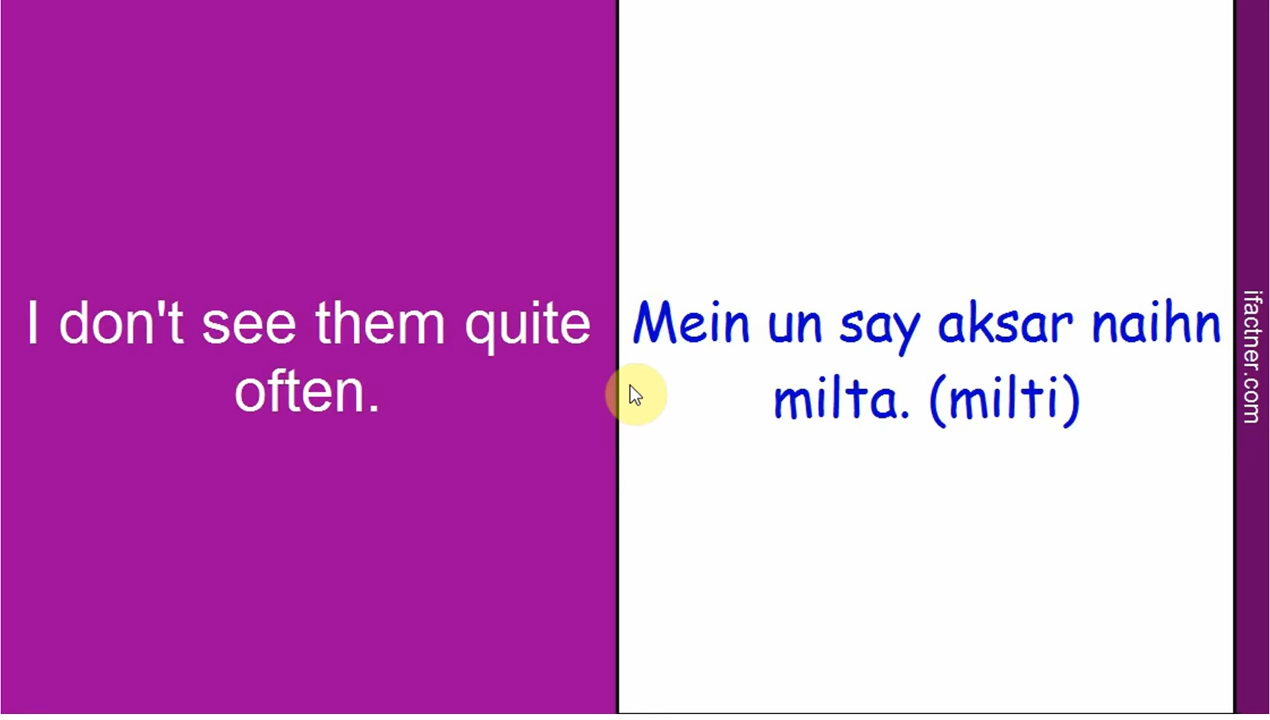 I don't see them quite
often.
Mein un say aksar naihn
milta. (milti)
ifactner.com